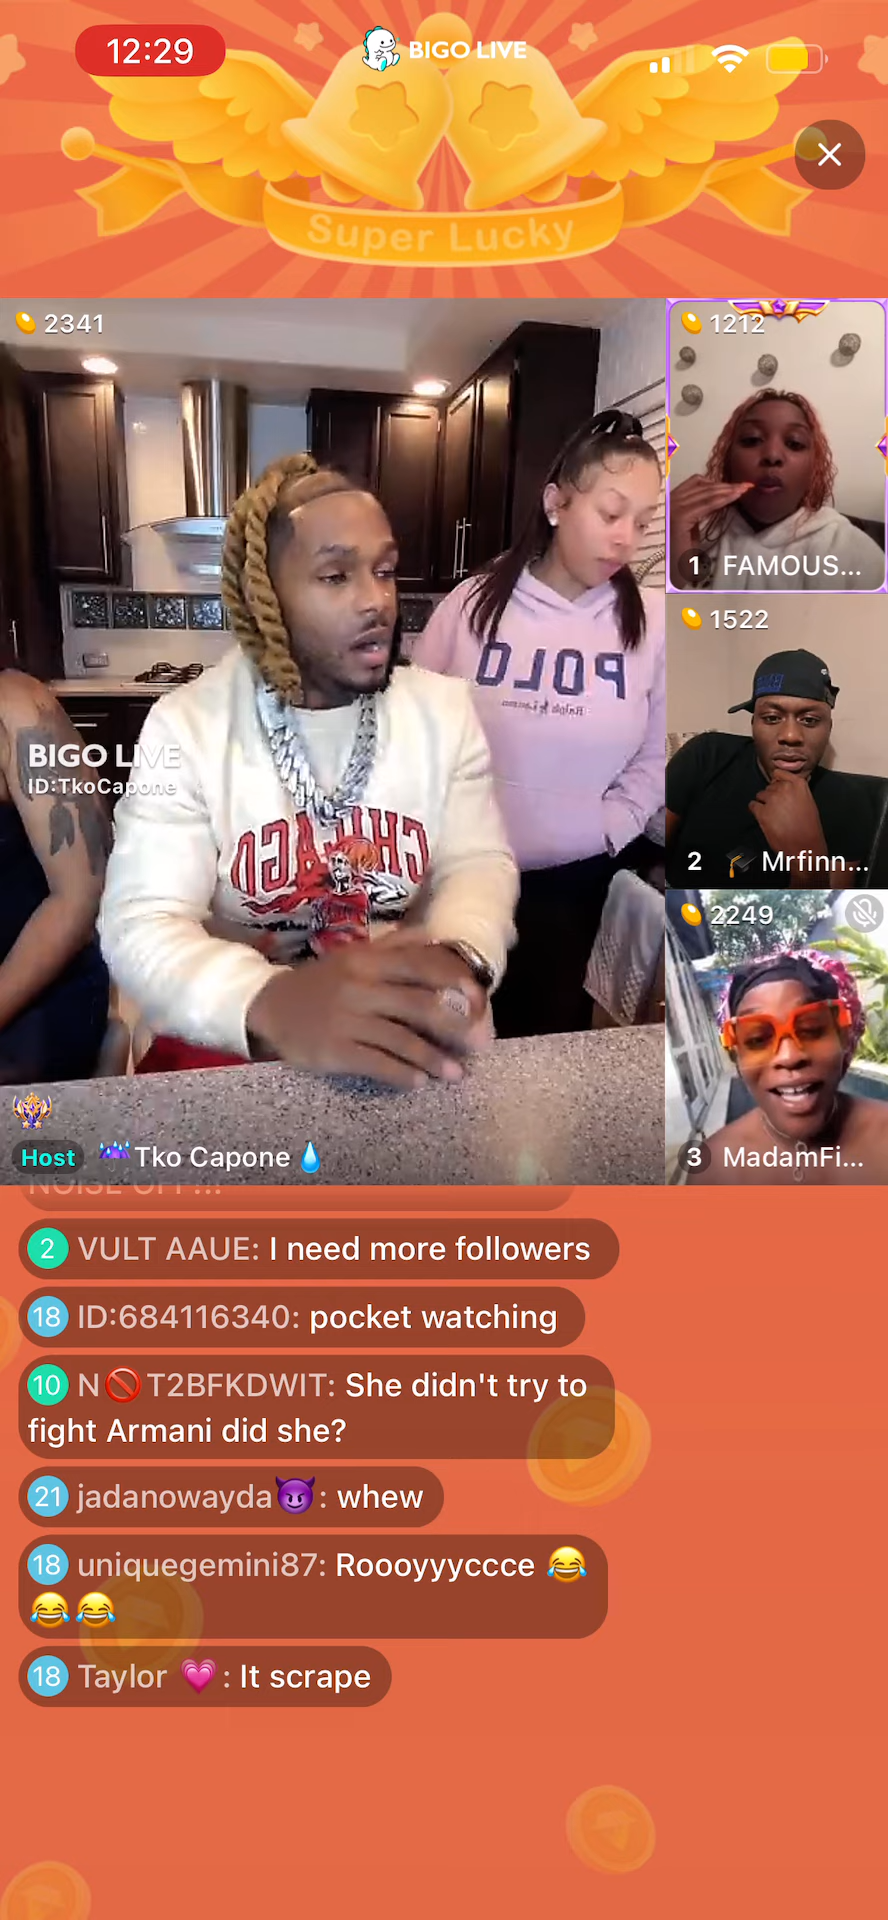 12:29
BIGO LIVE
Super Lucky
2341
1212
1 FAMOUS...
1522
2 Mrfinn...
2249
3 MadamFi...
POLO
CHICAGO
BIGO LIVE
ID:TkoCapone
Host Tko Capone💧
NOISE OFF...
2 VULT AAUE: I need more followers
18 ID:684116340: pocket watching
10 N🚫T2BFKDWIT: She didn't try to
fight Armani did she?
21 jadanowayda😈: whew
18 uniquegemini87: Roooyyyccce 😂
😂😂
18 Taylor 💗: It scrape